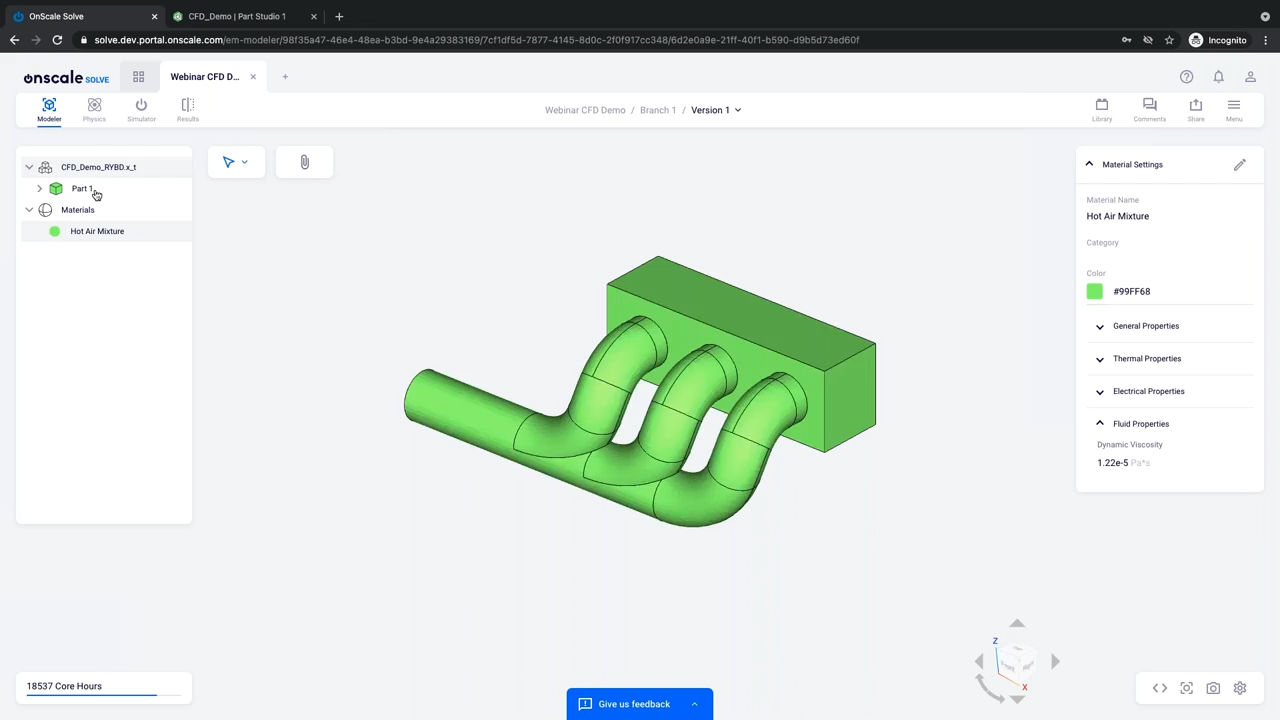 OnScale Solve
CFD_Demo | Part Studio 1
solve.dev.portal.onscale.com/em-modeler/98f35a47-46e4-48ea-b3bd-9e4a29383169/7cf1df5d-7877-4145-8d0c-2f0f917cc348/6d2e0a9e-21ff-40f1-b590-d9b5d73ed60f
Incognito
onscale SOLVE
Webinar CFD D...
Modeler
Physics
Simulator
Results
Webinar CFD Demo / Branch 1 / Version 1
Library
Comments
Share
Menu
CFD_Demo_RYBD.x_t
Part 1
Materials
Hot Air Mixture
Material Settings
Material Name
Hot Air Mixture
Category
Color
#99FF68
General Properties
Thermal Properties
Electrical Properties
Fluid Properties
Dynamic Viscosity
1.22e-5 Pa*s
Z
X
18537 Core Hours
Give us feedback